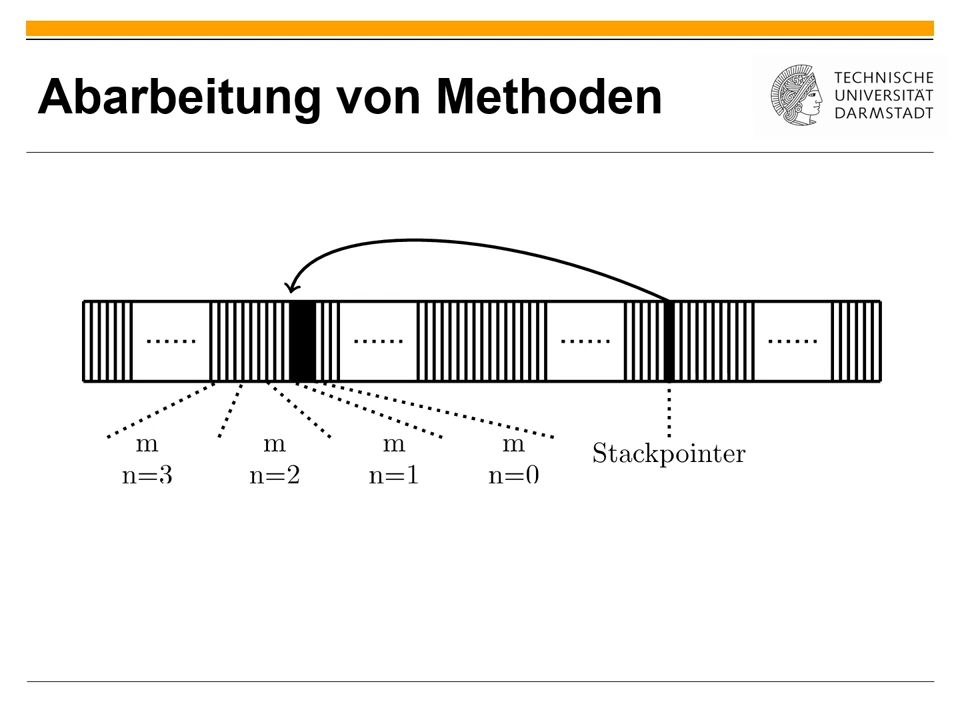 Abarbeitung von Methoden
TECHNISCHE
UNIVERSITÄT
DARMSTADT
...... ...... ...... ......
m m m m
n=3 n=2 n=1 n=0
Stackpointer